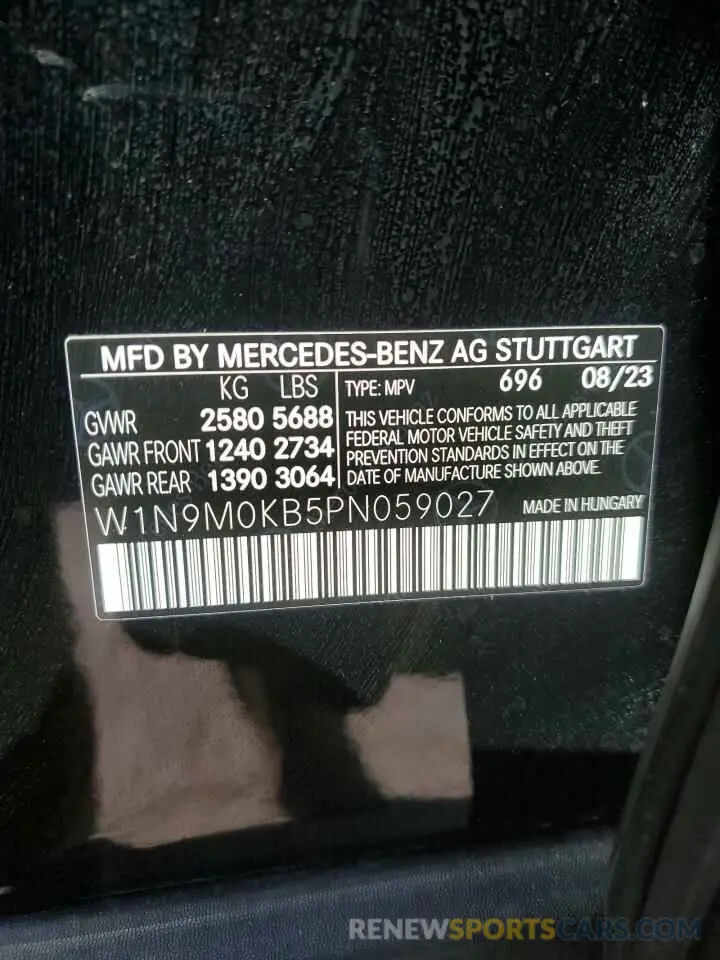 MFD BY MERCEDES-BENZ AG STUTTGART
KG LBS
GVWR 2580 5688
GAWR FRONT 1240 2734
GAWR REAR 1390 3064
TYPE: MPV 696 08/23
THIS VEHICLE CONFORMS TO ALL APPLICABLE
FEDERAL MOTOR VEHICLE SAFETY AND THEFT
PREVENTION STANDARDS IN EFFECT ON THE
DATE OF MANUFACTURE SHOWN ABOVE.
W1N9M0KB5PN059027 MADE IN HUNGARY
RENEWSPORTSCARS.COM